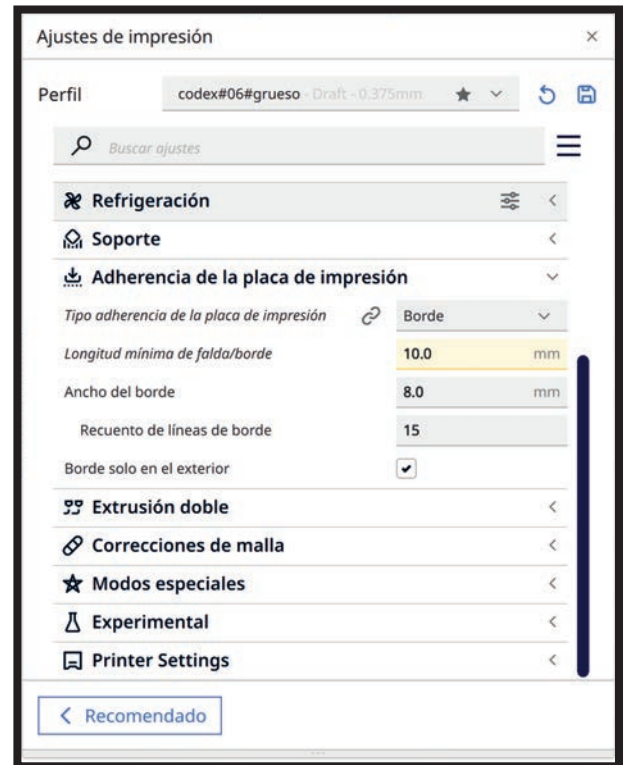 Ajustes de impresión
Perfil codex#06#grueso - Draft - 0.375mm
Buscar ajustes
Refrigeración
Soporte
Adherencia de la placa de impresión
Tipo adherencia de la placa de impresión Borde
Longitud mínima de falda/borde 10.0 mm
Ancho del borde 8.0 mm
Recuento de líneas de borde 15
Borde solo en el exterior
Extrusión doble
Correcciones de malla
Modos especiales
Experimental
Printer Settings
Recomendado